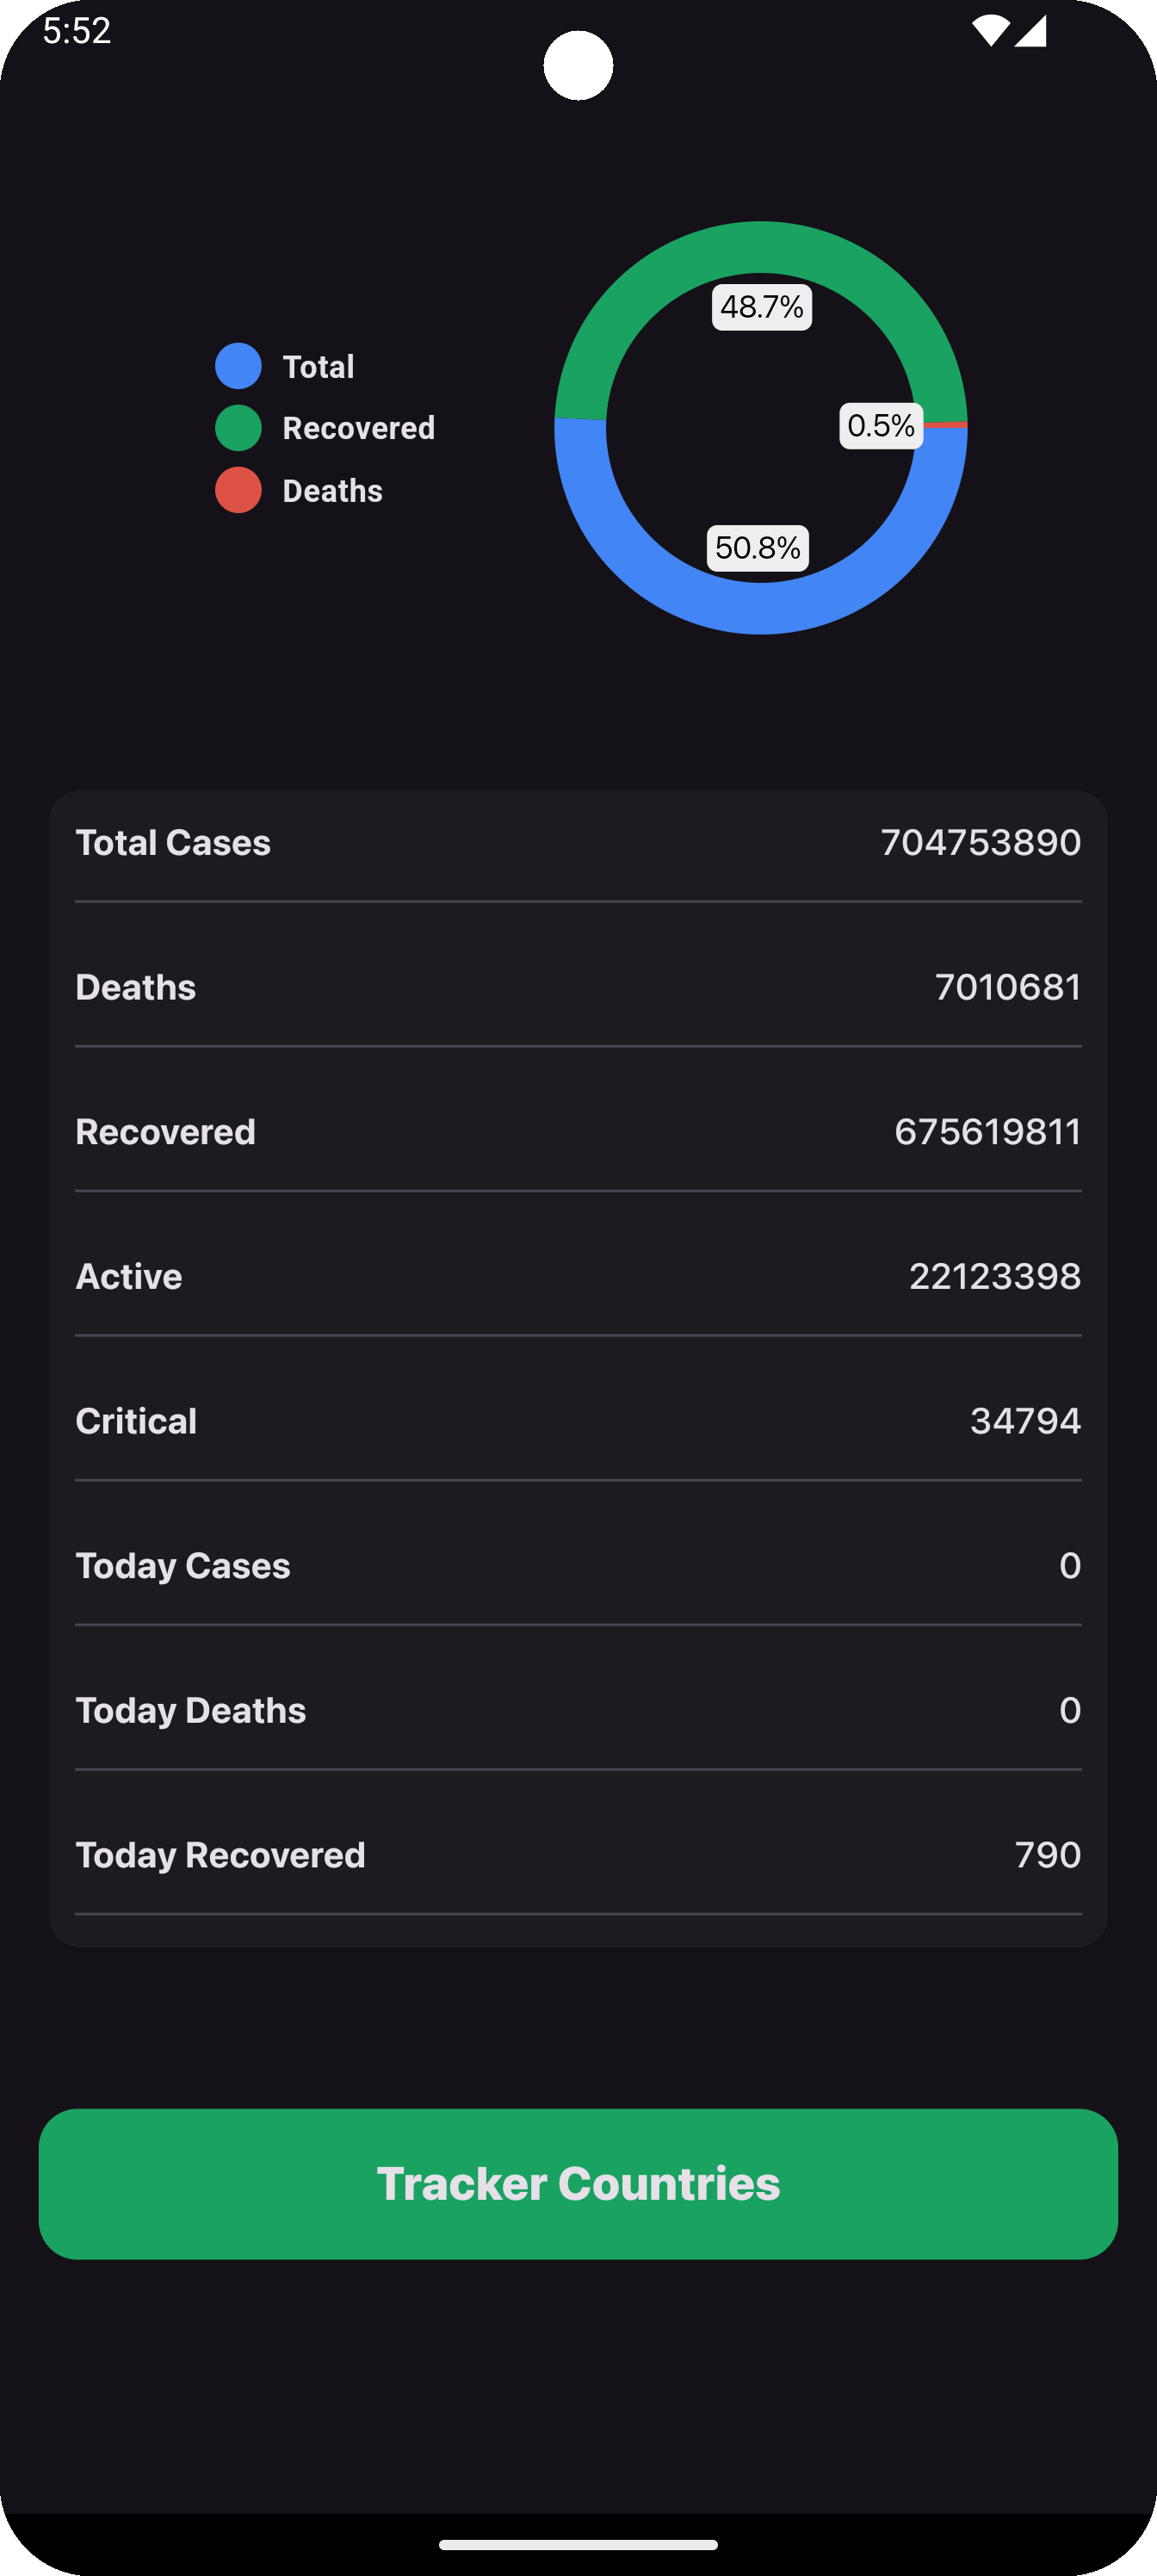 5:52
48.7%
Total
Recovered
0.5%
Deaths
50.8%
Total Cases 704753890
Deaths 7010681
Recovered 675619811
Active 22123398
Critical 34794
Today Cases 0
Today Deaths 0
Today Recovered 790
Tracker Countries